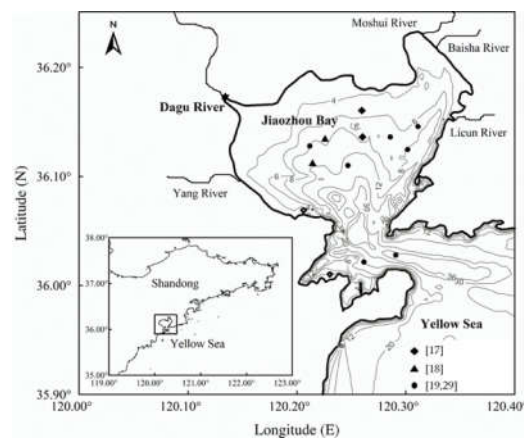 Moshui River
Baisha River
N
36.20°
Dagu River
Jiaozhou Bay
Licun River
36.10°
Yang River
Latitude (N)
38.00°
37.00°
36.00°
35.00°
Shandong
Yellow Sea
119.00°
120.00°
121.00°
122.00°
123.00°
36.00°
Yellow Sea
[17]
[18]
[19,29]
35.90°
120.00°
120.10°
120.20°
120.30°
120.40°
Longitude (E)